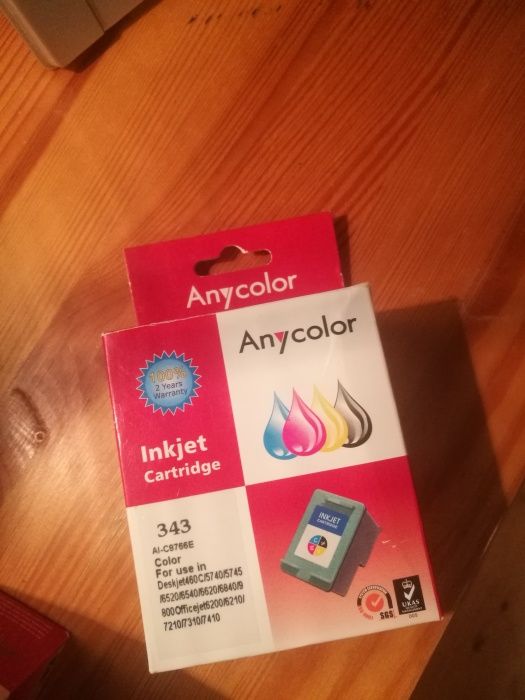 Anycolor
Anycolor
100%
2 Years
Warranty
Inkjet
Cartridge
INKJET
CARTRIDGE
343
AI-C8766E
Color
For use in
Deskjet460C/5740/5745
/6520/6540/6620/6840/9
800Officejet6200/6210/
7210/7310/7410
SGS
UKAS